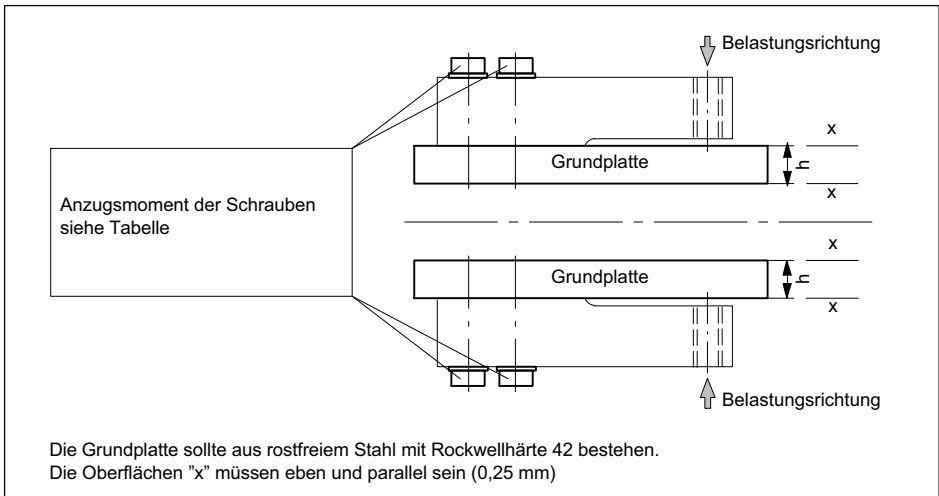 Belastungsrichtung
x
Grundplatte
h
x
Anzugsmoment der Schrauben
siehe Tabelle
x
Grundplatte
h
x
Belastungsrichtung
Die Grundplatte sollte aus rostfreiem Stahl mit Rockwellhärte 42 bestehen.
Die Oberflächen ”x” müssen eben und parallel sein (0,25 mm)